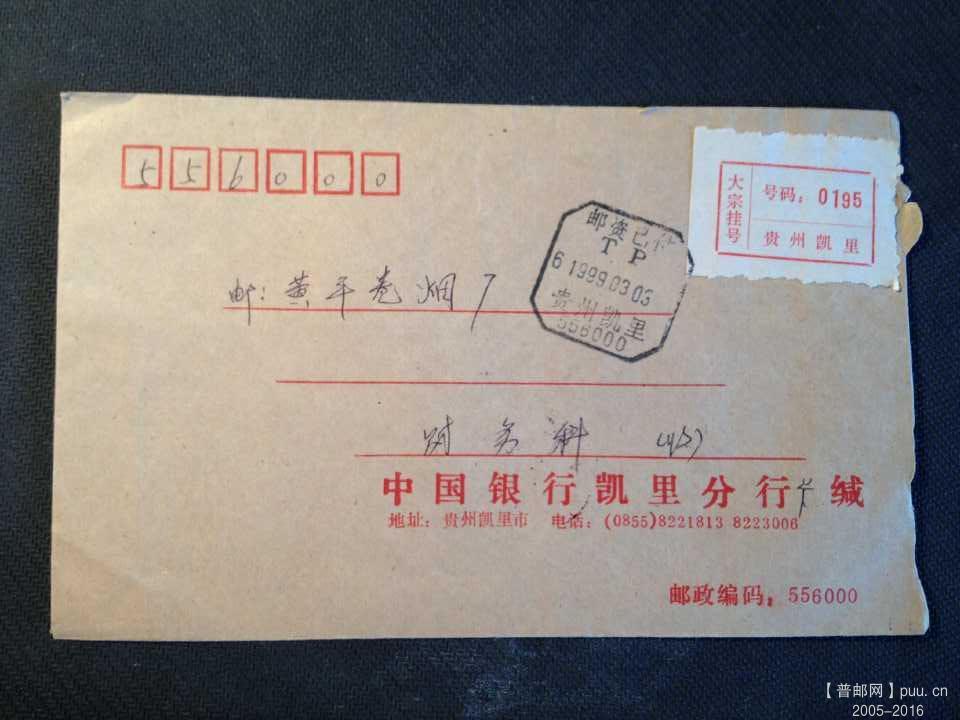 556000
大宗挂号
号码：0195
贵州凯里
邮资已付
T P
6 1999.03.03
贵州凯里
556000
邮：黄平卷烟厂
财务科 (收)
中国银行凯里分行 缄
地址：贵州凯里市 电话：(0855)8221813 8223006
邮政编码：556000
【普邮网】puu.cn
2005-2016